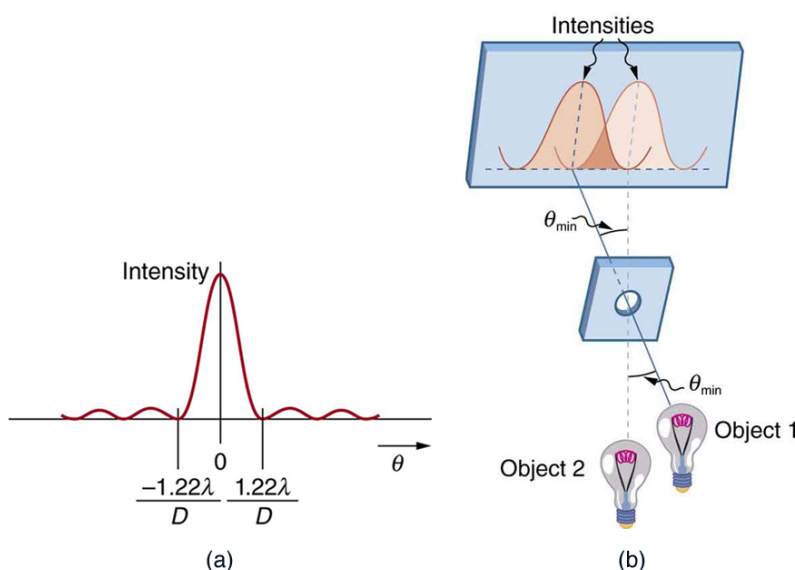 Intensity
0
θ
−1.22λ
D
1.22λ
D
(a)
Intensities
θmin
θmin
Object 1
Object 2
(b)